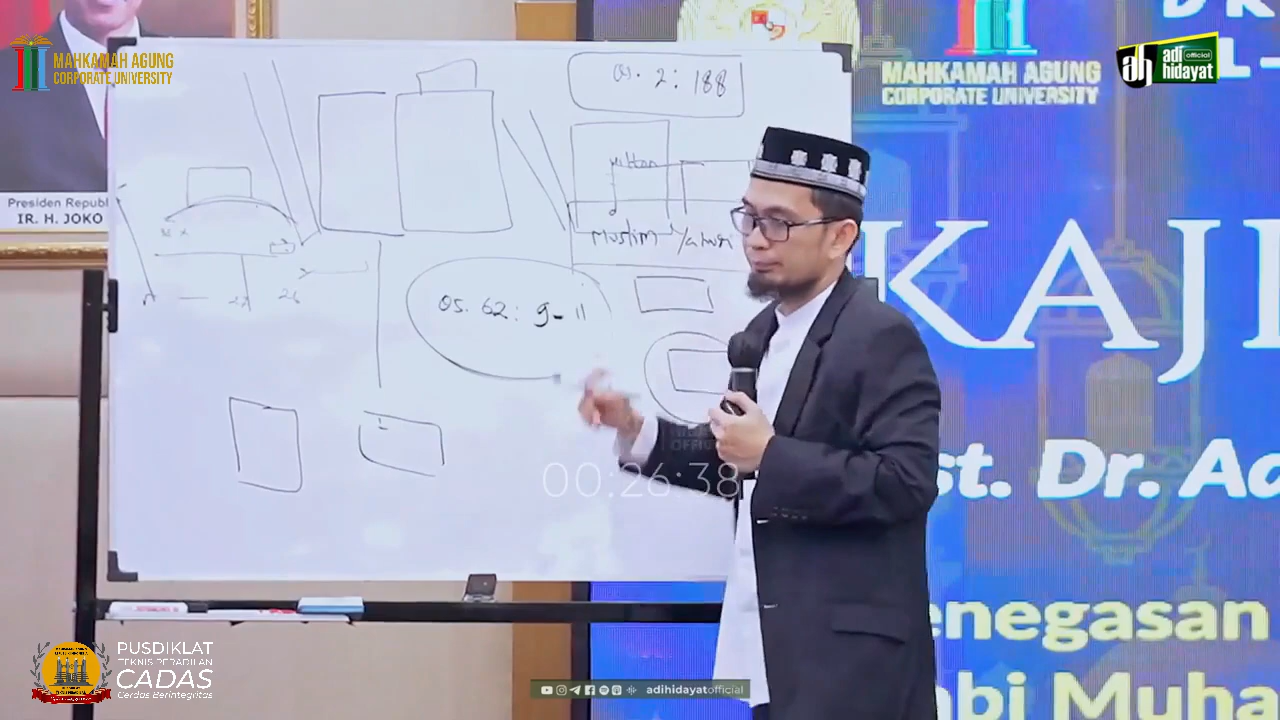 MAHKAMAH AGUNG
CORPORATE UNIVERSITY
Presiden Republ
IR. H. JOKO
MAHKAMAH AGUNG
CORPORATE UNIVERSITY
adi
hidayat
official
ah
QS. 2: 188
Muslim
QS. 62: 9-11
KAJI
st. Dr. Ad
enegasan
abi Muha
00:26:38
PUSDIKLAT
TEKNIS PERADILAN
CADAS
Cerdas Berintegritas
adihidayatofficial